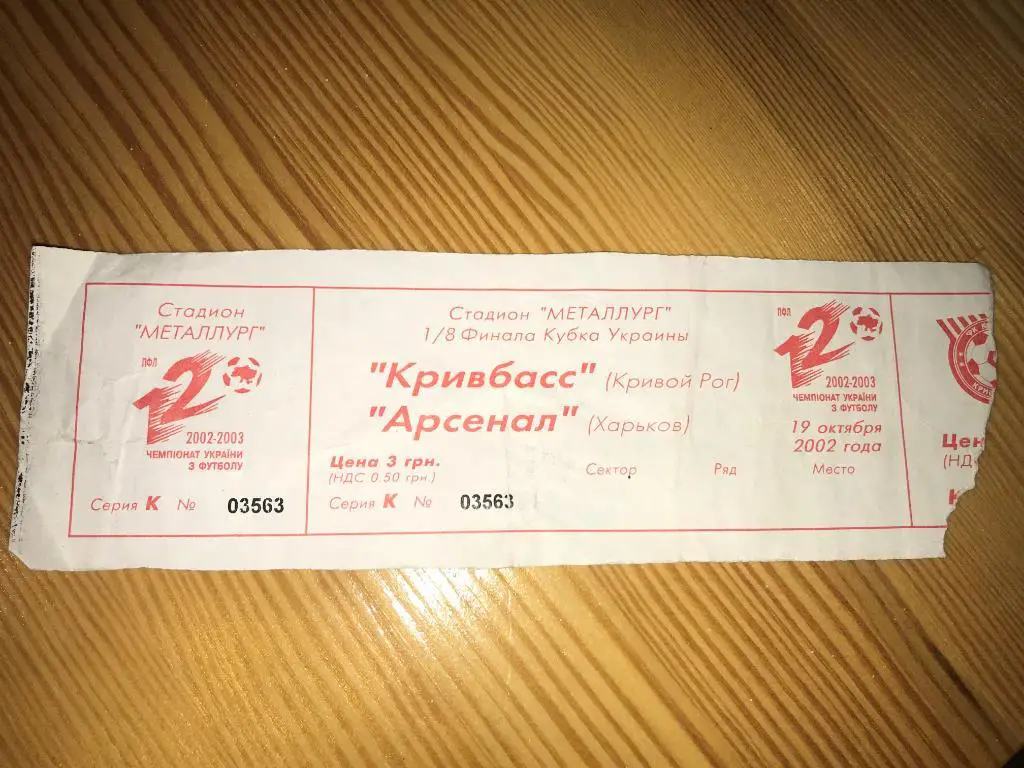 Стадион
"МЕТАЛЛУРГ"
ПФЛ
12
2002-2003
ЧЕМПІОНАТ УКРАЇНИ
З ФУТБОЛУ
Серия К № 03563
Стадион "МЕТАЛЛУРГ"
1/8 Финала Кубка Украины
"Кривбасс" (Кривой Рог)
"Арсенал" (Харьков)
Цена 3 грн.
(НДС 0.50 грн.)
Сектор Ряд Место
Серия К № 03563
ПФЛ
12
2002-2003
ЧЕМПІОНАТ УКРАЇНИ
З ФУТБОЛУ
19 октября
2002 года